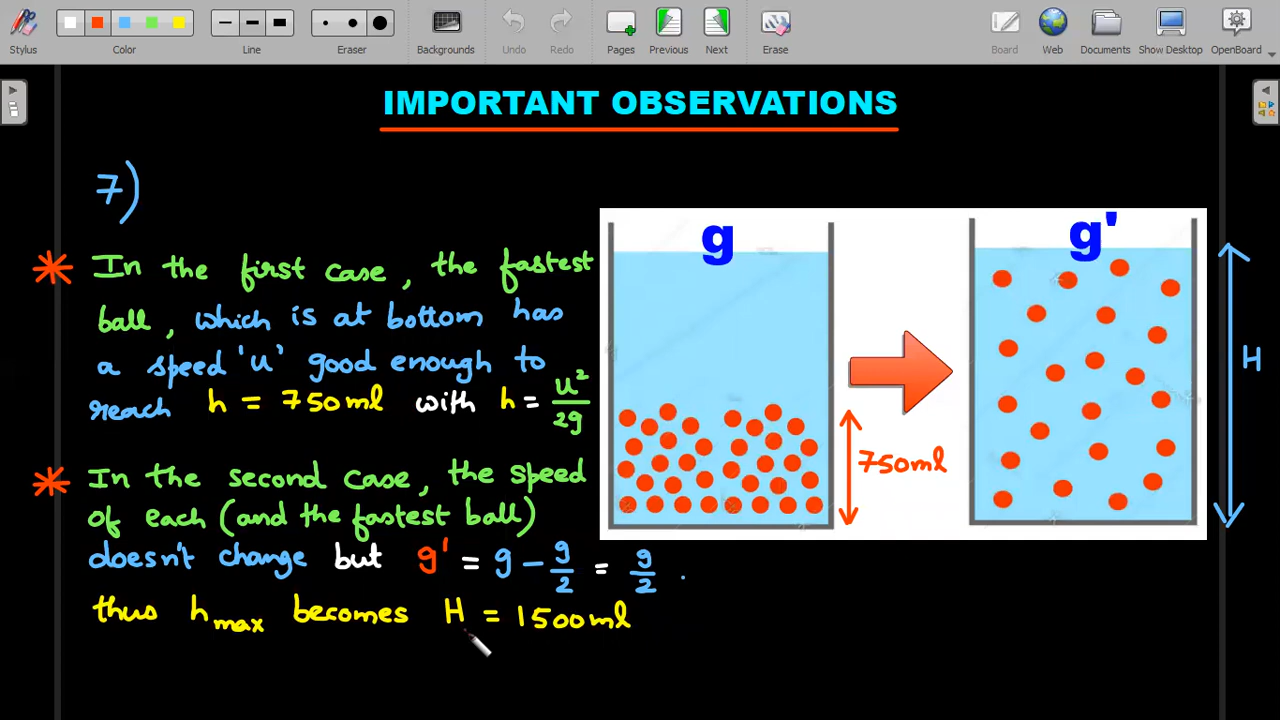 Stylus
Color
Line
Eraser
Backgrounds
Undo
Redo
Pages
Previous
Next
Erase
Board
Web
Documents
Show Desktop
OpenBoard
IMPORTANT OBSERVATIONS
7)
* In the first case, the fastest
ball, which is at bottom has
a speed 'u' good enough to
reach h = 750ml with h = u²/2g
* In the second case, the speed
of each (and the fastest ball)
doesn't change but g' = g - g/2 = g/2.
thus hmax becomes H = 1500ml
g
750ml
g'
H